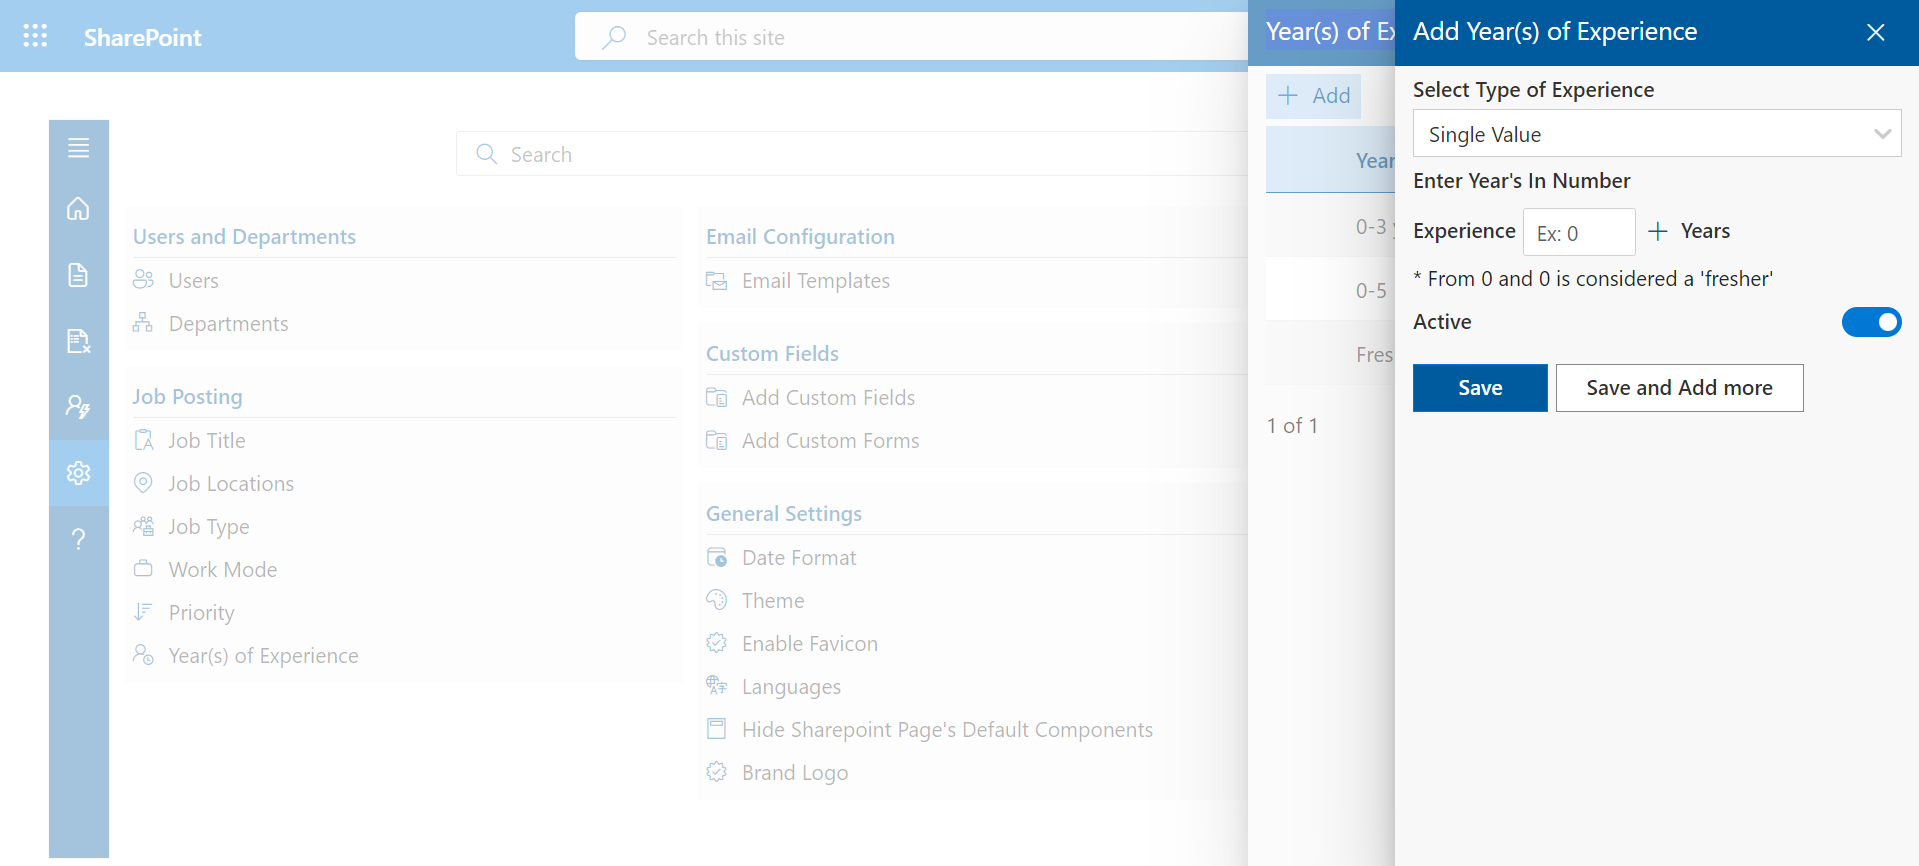 SharePoint
Search this site
Search
Users and Departments
Users
Departments
Job Posting
Job Title
Job Locations
Job Type
Work Mode
Priority
Year(s) of Experience
Email Configuration
Email Templates
Custom Fields
Add Custom Fields
Add Custom Forms
General Settings
Date Format
Theme
Enable Favicon
Languages
Hide Sharepoint Page's Default Components
Brand Logo
Year(s) of Ex
Add
Year
0-3
0-5
Fres
1 of 1
Add Year(s) of Experience
Select Type of Experience
Single Value
Enter Year's In Number
Experience Ex: 0 + Years
* From 0 and 0 is considered a 'fresher'
Active
Save Save and Add more